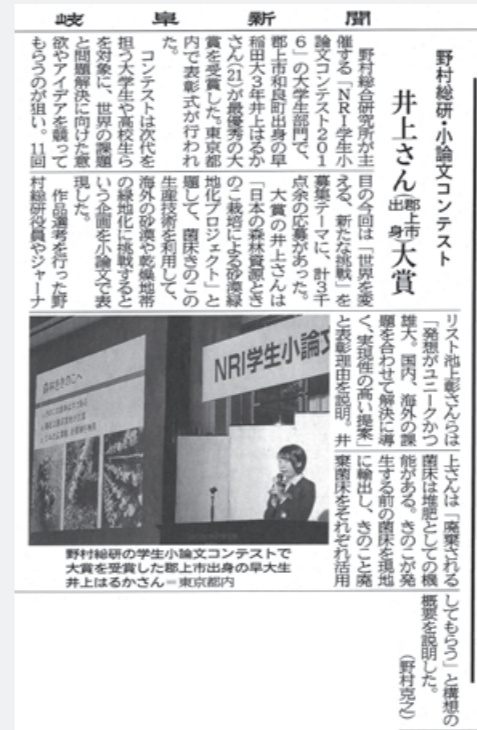 岐阜新聞
野村総研・小論文コンテスト
井上さん(郡上市出身)大賞
野村総合研究所が主
催する「NRI学生小
論文コンテスト201
6」の大学生部門で、
郡上市和良町出身の早
稲田大3年井上はるか
さん(21)が最優秀の大
賞を受賞した。東京都
内で表彰式が行われ
た。
コンテストは次代を
担う大学生や高校生ら
を対象に、世界の課題
と問題解決に向けた意
欲やアイデアを競って
もらうのが狙い。11回
目の今回は「世界を変
える、新たな挑戦」を
募集テーマに、計3千
点余の応募があった。
大賞の井上さんは
「日本の森林資源とき
のこ栽培による砂漠緑
地化プロジェクト」と
題して、菌床きのこの
生産技術を利用して、
海外の砂漠や乾燥地帯
の緑地化に挑戦すると
いう企画を小論文で表
現した。
作品選考を行った野
村総研役員やジャーナ
リスト池上彰さんらは
「発想がユニークかつ
雄大。国内、海外の課
題を合わせて解決に導
く、実現性の高い提案」
と表彰理由を説明。井
上さんは「廃棄される
菌床は堆肥としての機
能がある。きのこが発
生する前の菌床を現地
に輸出し、きのこと廃
棄菌床をそれぞれ活用
してもらう」と構想の
概要を説明した。
(野村克之)
NRI学生小論文
森林ときのこへ
野村総研の学生小論文コンテストで
大賞を受賞した郡上市出身の早大生
井上はるかさん=東京都内